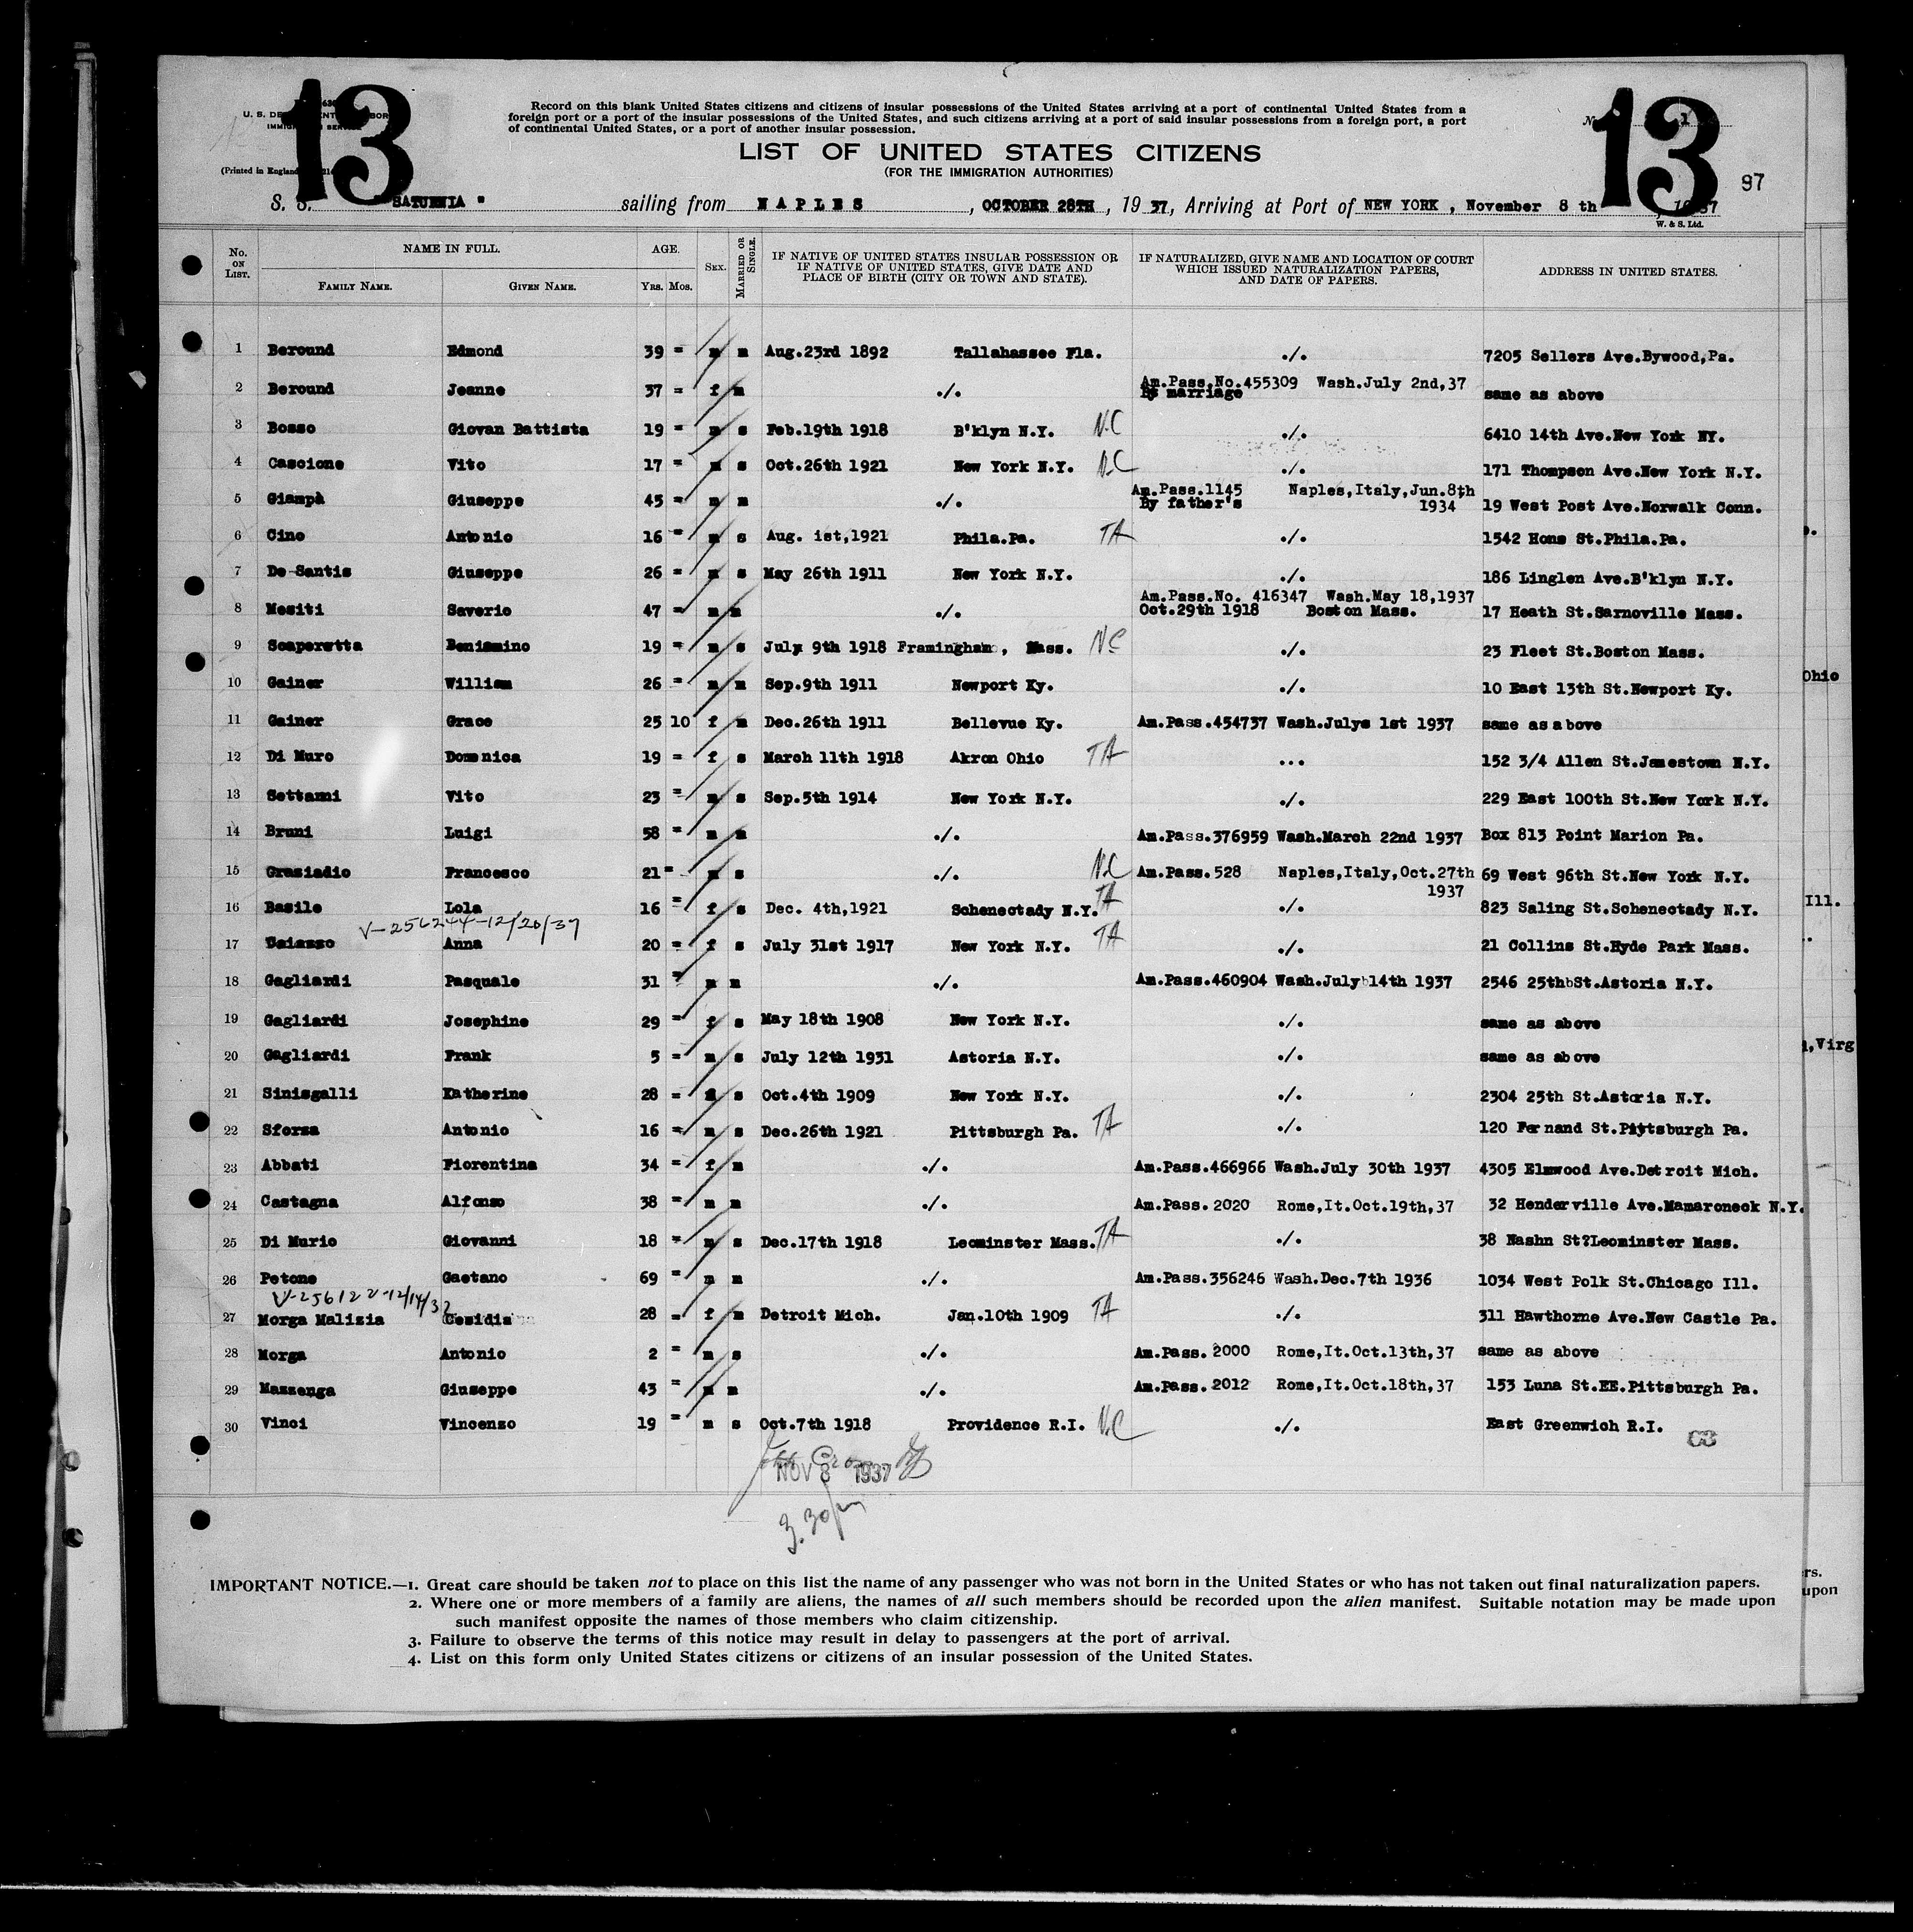 13
13
U. S. DE
(Printed in England
Record on this blank United States citizens and citizens of insular possessions of the United States arriving at a port of continental United States from a
foreign port or a port of the insular possessions of the United States, and such citizens arriving at a port of said insular possessions from a foreign port, a port
of continental United States, or a port of another insular possession.
LIST OF UNITED STATES CITIZENS
(FOR THE IMMIGRATION AUTHORITIES)
97
S. S. SATURNIA " sailing from NAPLES, OCTOBER 28TH, 1937, Arriving at Port of NEW YORK, November 8 th
W. & S. Ltd.
No. ON LIST. NAME IN FULL. FAMILY NAME. GIVEN NAME. AGE. YRS. MOS. SEX. MARRIED OR SINGLE. IF NATIVE OF UNITED STATES INSULAR POSSESSION OR IF NATIVE OF UNITED STATES, GIVE DATE AND PLACE OF BIRTH (CITY OR TOWN AND STATE). IF NATURALIZED, GIVE NAME AND LOCATION OF COURT WHICH ISSUED NATURALIZATION PAPERS, AND DATE OF PAPERS. ADDRESS IN UNITED STATES.
1 Beround Edmond 39 = m m Aug.23rd 1892 Tallahassee Fla. ./. 7205 Sellers Ave.Bywood,Pa.
2 Beround Jeanne 37 = f m ./. Am.Pass.No.455309 Wash.July 2nd,37 By marriage same as above
3 Bosso Giovan Battista 19 = m s Feb.19th 1918 B'klyn N.Y. N.C ./. 6410 14th Ave.New York NY.
4 Cascione Vito 17 = m s Oct.26th 1921 New York N.Y. N.C ./. 171 Thompson Ave.New York N.Y.
5 Giampà Giuseppe 45 = m m ./. Am.Pass.1145 Naples,Italy,Jun.8th By father's 1934 19 West Post Ave.Norwalk Conn.
6 Cino Antonio 16 = m s Aug. ist,1921 Phila.Pa. TA ./. 1542 Hons St.Phila.Pa.
7 De Santis Giuseppe 26 = m s May 26th 1911 New York N.Y. ./. 186 Linglen Ave.B'klyn N.Y.
8 Mesiti Saverio 47 = m m ./. Am.Pass.No. 416347 Wash.May 18,1937 Oct.29th 1918 Boston Mass. 17 Heath St.Sarnoville Mass.
9 Scaperotta Beniamino 19 = m s July 9th 1918 Framingham, Mass. N.C ./. 23 Fleet St.Boston Mass.
10 Gainer William 26 = m m Sep.9th 1911 Newport Ky. ./. 10 East 13th St.Newport Ky.
11 Gainer Grace 25 10 f m Dec.26th 1911 Bellevue Ky. Am.Pass.454737 Wash.Julys 1st 1937 same as above
12 Di Muro Domenica 19 = f s March 11th 1918 Akron Ohio TA ... 152 3/4 Allen St.Jamestown N.Y.
13 Settanni Vito 23 = m s Sep.5th 1914 New York N.Y. ./. 229 East 100th St.New York N.Y.
14 Bruni Luigi 58 = m m ./. Am.Pass.376959 Wash.March 22nd 1937 Box 813 Point Marion Pa.
15 Graziadio Francesco 21 = m s ./. N.C Am.Pass.528 Naples,Italy,Oct.27th 1937 69 West 96th St.New York N.Y.
16 Basile Lola 16 = f s Dec. 4th,1921 Schenectady N.Y. TA ./. 823 Saling St.Schenectady N.Y.
V-256244-12/20/37
17 Anna 20 = f s July 31st 1917 New York N.Y. TA ./. 21 Collins St.Hyde Park Mass.
18 Gagliardi Pasquale 31 = m m ./. Am.Pass.460904 Wash.July 14th 1937 2546 25thbSt.Astoria N.Y.
19 Gagliardi Josephine 29 = f s May 18th 1908 New York N.Y. ./. same as above
20 Gagliardi Frank 5 = m s July 12th 1931 Astoria N.Y. ./. same as above
21 Sinisgalli Katherine 28 = f s Oct.4th 1909 New York N.Y. ./. 2304 25th St.Astoria N.Y.
22 Sforza Antonio 16 = m s Dec.26th 1921 Pittsburgh Pa. TA ./. 120 Fernand St.Pittsburgh Pa.
23 Abbati Fiorentina 34 = f m ./. Am.Pass.466966 Wash.July 30th 1937 4305 Elmwood Ave.Detroit Mich.
24 Castagna Alfonso 38 = m m ./. Am.Pass.2020 Rome,It.Oct.19th,37 32 Henderville Ave.Mamaroneck N.Y.
25 Di Murio Giovanni 18 = m s Dec.17th 1918 Leominster Mass. TA ./. 38 Nashn St?Leominster Mass.
26 Petone Gaetano 69 = m m ./. Am.Pass.356246 Wash.Dec.7th 1936 1034 West Polk St.Chicago Ill.
V-256122-12/14/37
27 Morga Malizia Cesidia 28 = f m Detroit Mich. Jan.10th 1909 TA ./. 311 Hawthorne Ave.New Castle Pa.
28 Morga Antonio 2 = m s ./. Am.Pass.2000 Rome,It.Oct.13th,37 same as above
29 Mazzenga Giuseppe 43 = m m ./. Am.Pass.2012 Rome,It.Oct.18th,37 153 Luna St.EE.Pittsburgh Pa.
30 Vinci Vincenzo 19 = m s Oct.7th 1918 Providence R.I. N.C ./. East Greenwich R.I.
NOV 8 1937
3.30pm
IMPORTANT NOTICE.—1. Great care should be taken not to place on this list the name of any passenger who was not born in the United States or who has not taken out final naturalization papers.
2. Where one or more members of a family are aliens, the names of all such members should be recorded upon the alien manifest. Suitable notation may be made upon
such manifest opposite the names of those members who claim citizenship.
3. Failure to observe the terms of this notice may result in delay to passengers at the port of arrival.
4. List on this form only United States citizens or citizens of an insular possession of the United States.
Ohio
Ill.
,Virg
rs.
upon